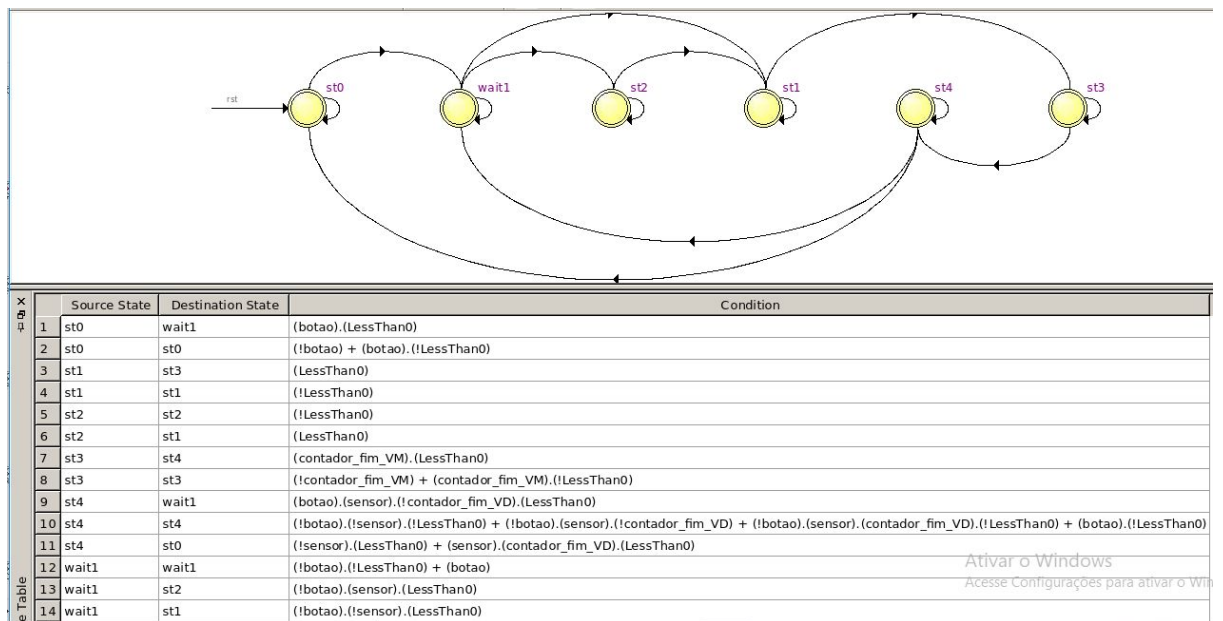 st0
wait1
st2
st1
st4
st3
rst
Source State Destination State Condition
1 st0 wait1 (botao).(LessThan0)
2 st0 st0 (!botao) + (botao).(!LessThan0)
3 st1 st3 (LessThan0)
4 st1 st1 (!LessThan0)
5 st2 st2 (!LessThan0)
6 st2 st1 (LessThan0)
7 st3 st4 (contador_fim_VM).(LessThan0)
8 st3 st3 (!contador_fim_VM) + (contador_fim_VM).(!LessThan0)
9 st4 wait1 (botao).(sensor).(!contador_fim_VD).(LessThan0)
10 st4 st4 (!botao).(!sensor).(!LessThan0) + (!botao).(sensor).(!contador_fim_VD) + (!botao).(sensor).(contador_fim_VD).(!LessThan0) + (botao).(!LessThan0)
11 st4 st0 (!sensor).(LessThan0) + (sensor).(contador_fim_VD).(LessThan0)
12 wait1 wait1 (!botao).(!LessThan0) + (botao)
13 wait1 st2 (!botao).(sensor).(LessThan0)
14 wait1 st1 (!botao).(!sensor).(!LessThan0)
Ativar o Windows
Acesse Configurações para ativar o Win
Table